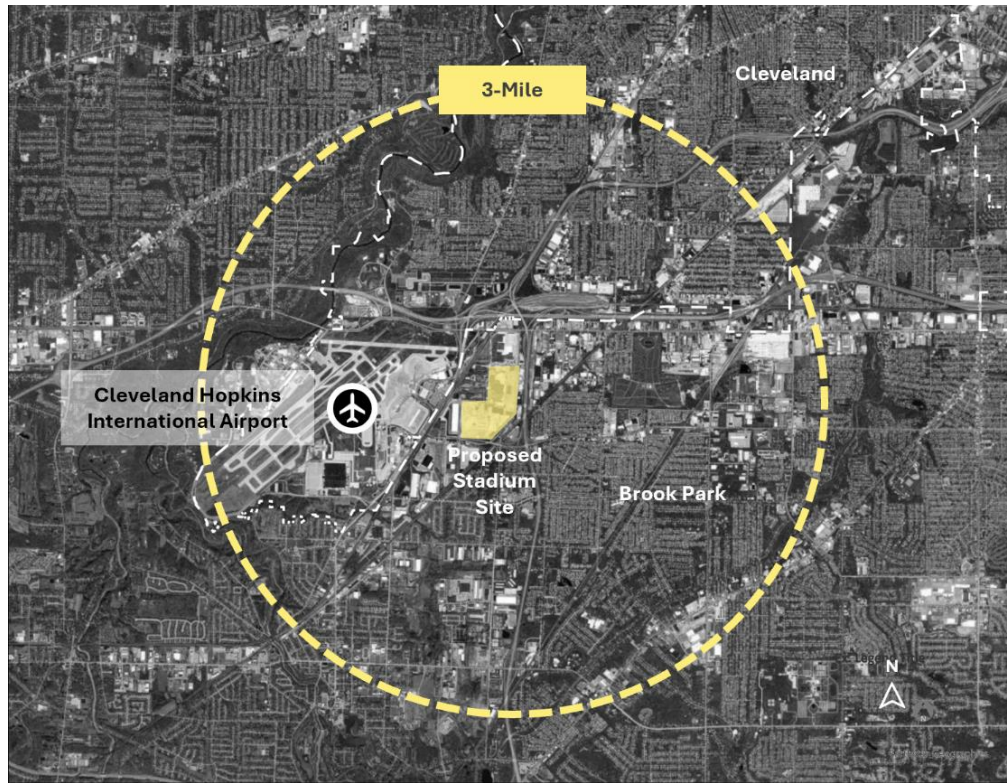 Cleveland
3-Mile
Cleveland Hopkins
International Airport
Proposed
Stadium
Site
Brook Park
N